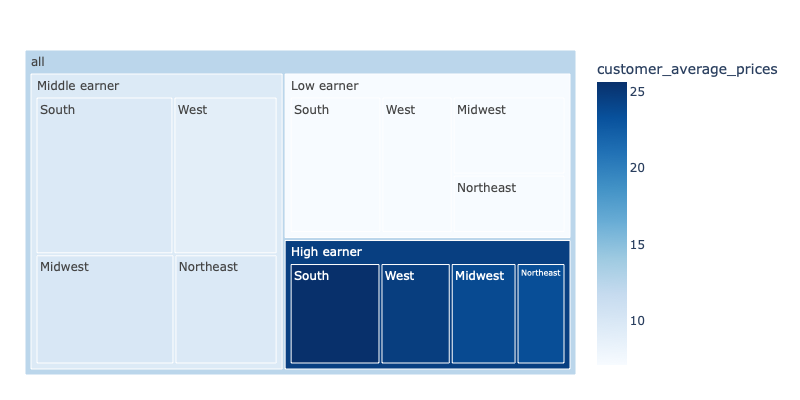 all
Middle earner
South
West
Midwest
Northeast
Low earner
South
West
Midwest
Northeast
High earner
South
West
Midwest
Northeast
customer_average_prices
25
20
15
10